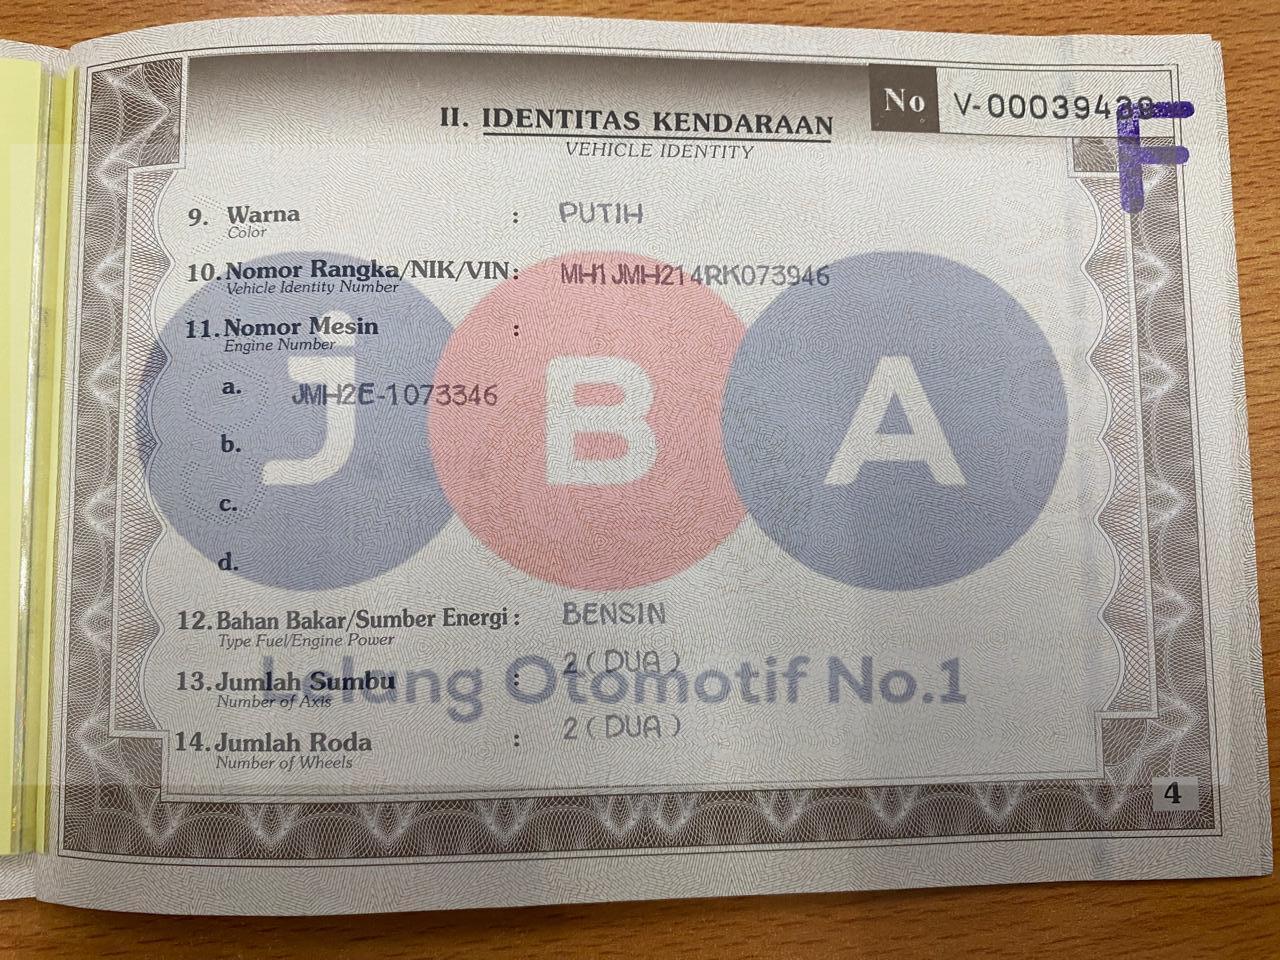 No V-000394
F
II. IDENTITAS KENDARAAN
VEHICLE IDENTITY
9. Warna : PUTIH
Color
10. Nomor Rangka/NIK/VIN : MH1JMH214RK073946
Vehicle Identity Number
11. Nomor Mesin :
Engine Number
a. JMH2E-1073346
b.
c.
d.
J B A
12. Bahan Bakar/Sumber Energi : BENSIN
Type Fuel/Engine Power
13. Jumlah Sumbu : 2 ( DUA )
Number of Axis
Lelang Otomotif No.1
14. Jumlah Roda : 2 ( DUA )
Number of Wheels
4